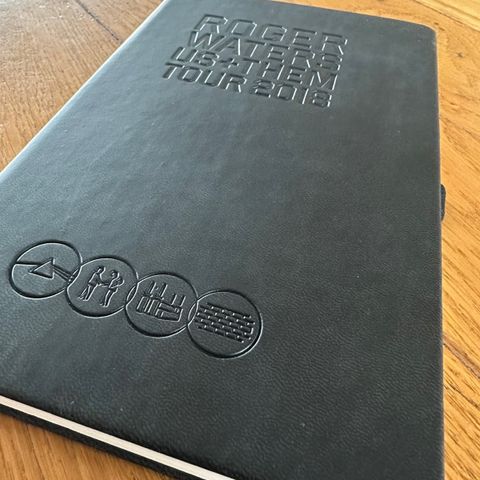 ROGER
WATERS
US+THEM
TOUR 2018